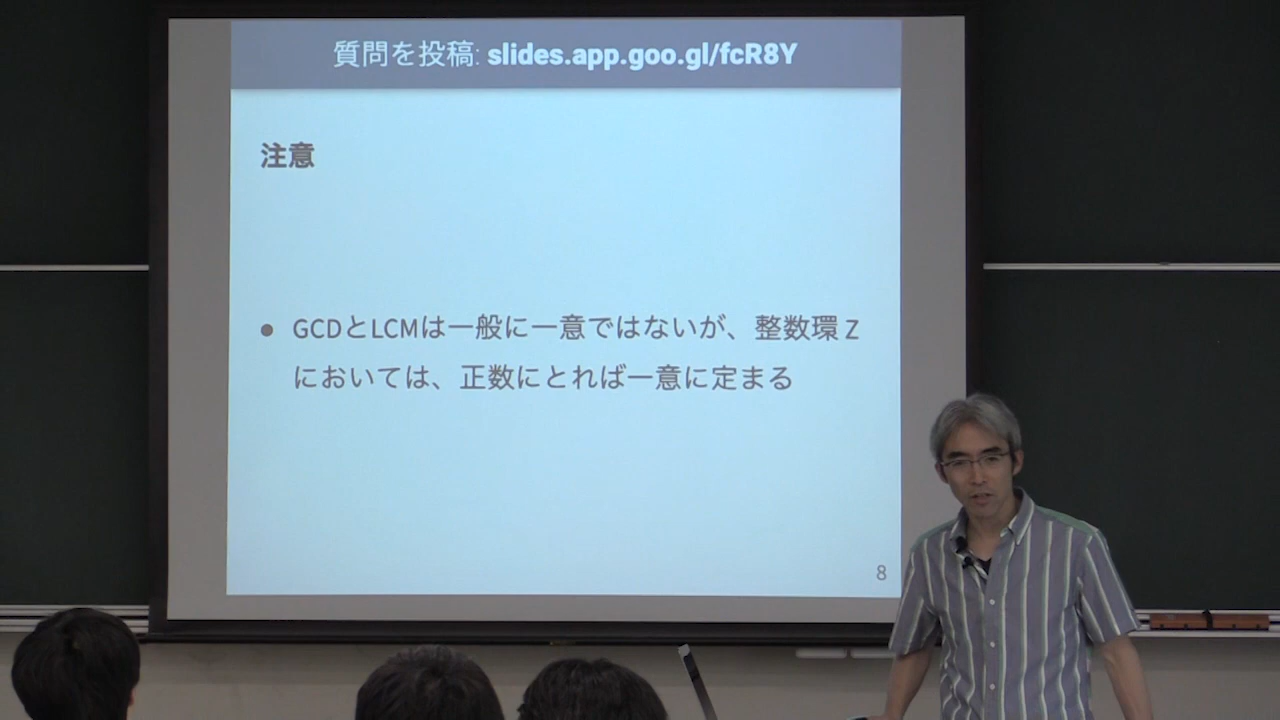 質問を投稿: slides.app.goo.gl/fcR8Y
注意
● GCDとLCMは一般に一意ではないが、整数環 Z
においては、正数にとれば一意に定まる
8